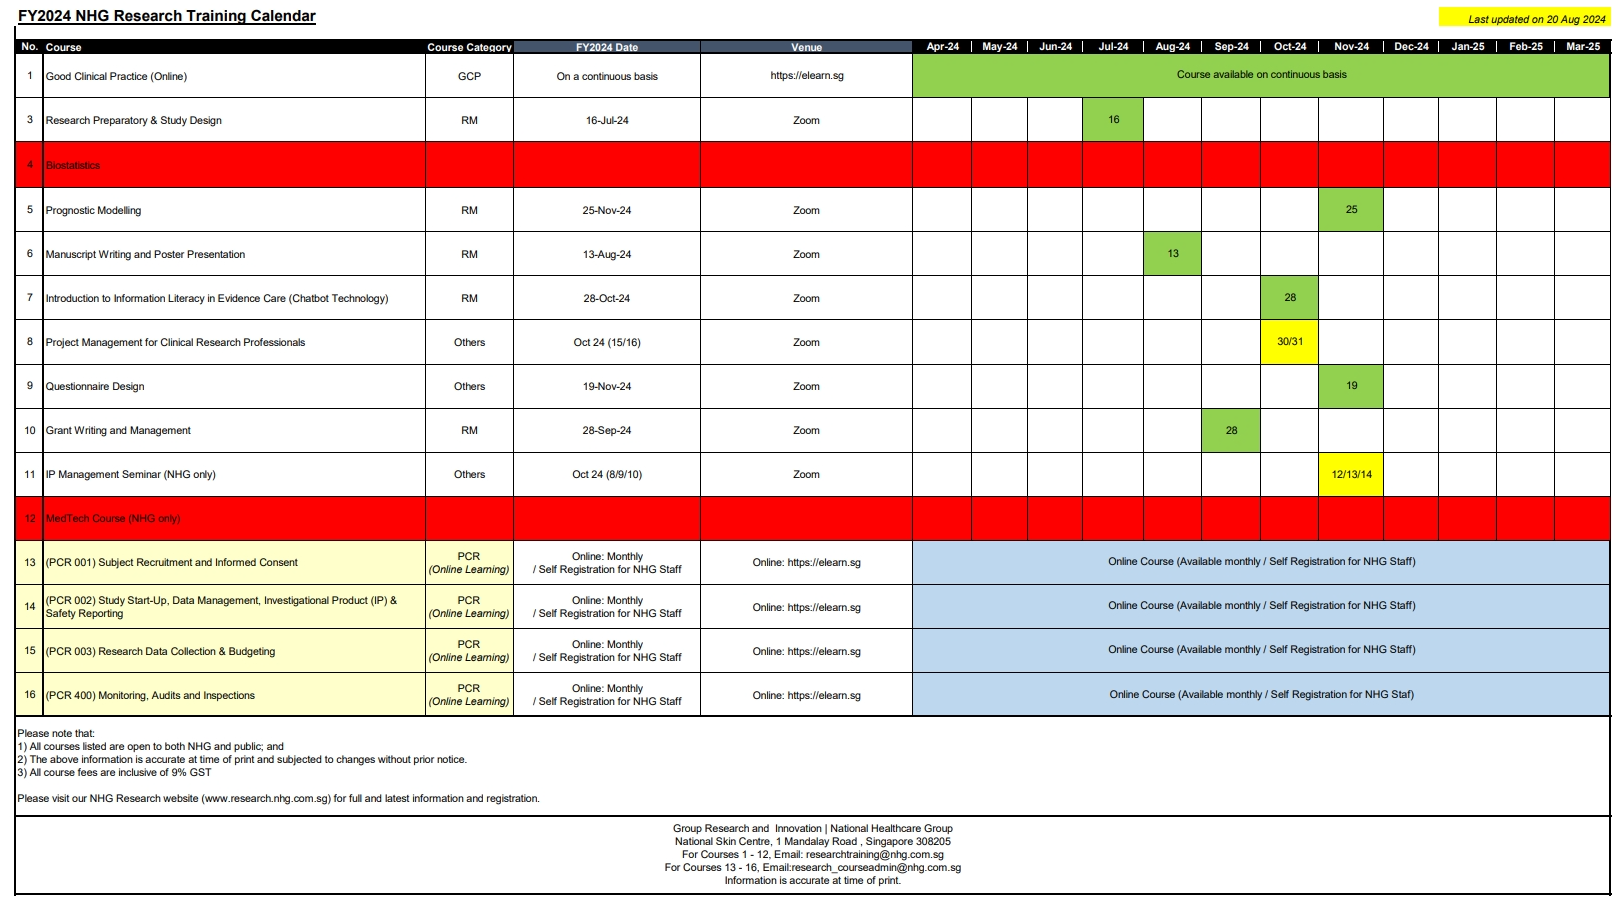 FY2024 NHG Research Training Calendar
Last updated on 20 Aug 2024
No. Course Course Category FY2024 Date Venue Apr-24 May-24 Jun-24 Jul-24 Aug-24 Sep-24 Oct-24 Nov-24 Dec-24 Jan-25 Feb-25 Mar-25
1 Good Clinical Practice (Online) GCP On a continuous basis https://elearn.sg Course available on continuous basis
3 Research Preparatory & Study Design RM 16-Jul-24 Zoom 16
4 Biostatistics
5 Prognostic Modelling RM 25-Nov-24 Zoom 25
6 Manuscript Writing and Poster Presentation RM 13-Aug-24 Zoom 13
7 Introduction to Information Literacy in Evidence Care (Chatbot Technology) RM 28-Oct-24 Zoom 28
8 Project Management for Clinical Research Professionals Others Oct 24 (15/16) Zoom 30/31
9 Questionnaire Design Others 19-Nov-24 Zoom 19
10 Grant Writing and Management RM 28-Sep-24 Zoom 28
11 IP Management Seminar (NHG only) Others Oct 24 (8/9/10) Zoom 12/13/14
12 MedTech Course (NHG only)
13 (PCR 001) Subject Recruitment and Informed Consent PCR
(Online Learning) Online: Monthly
/ Self Registration for NHG Staff Online: https://elearn.sg Online Course (Available monthly / Self Registration for NHG Staff)
14 (PCR 002) Study Start-Up, Data Management, Investigational Product (IP) &
Safety Reporting PCR
(Online Learning) Online: Monthly
/ Self Registration for NHG Staff Online: https://elearn.sg Online Course (Available monthly / Self Registration for NHG Staff)
15 (PCR 003) Research Data Collection & Budgeting PCR
(Online Learning) Online: Monthly
/ Self Registration for NHG Staff Online: https://elearn.sg Online Course (Available monthly / Self Registration for NHG Staff)
16 (PCR 400) Monitoring, Audits and Inspections PCR
(Online Learning) Online: Monthly
/ Self Registration for NHG Staff Online: https://elearn.sg Online Course (Available monthly / Self Registration for NHG Staf)
Please note that:
1) All courses listed are open to both NHG and public; and
2) The above information is accurate at time of print and subjected to changes without prior notice.
3) All course fees are inclusive of 9% GST
Please visit our NHG Research website (www.research.nhg.com.sg) for full and latest information and registration.
Group Research and Innovation | National Healthcare Group
National Skin Centre, 1 Mandalay Road , Singapore 308205
For Courses 1 - 12, Email: researchtraining@nhg.com.sg
For Courses 13 - 16, Email:research_courseadmin@nhg.com.sg
Information is accurate at time of print.